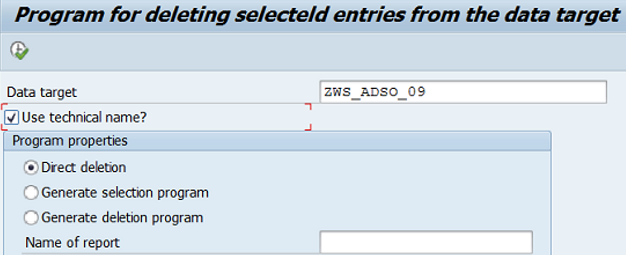 Program for deleting selecteld entries from the data target
Data target ZWS_ADSO_09
Use technical name?
Program properties
Direct deletion
Generate selection program
Generate deletion program
Name of report